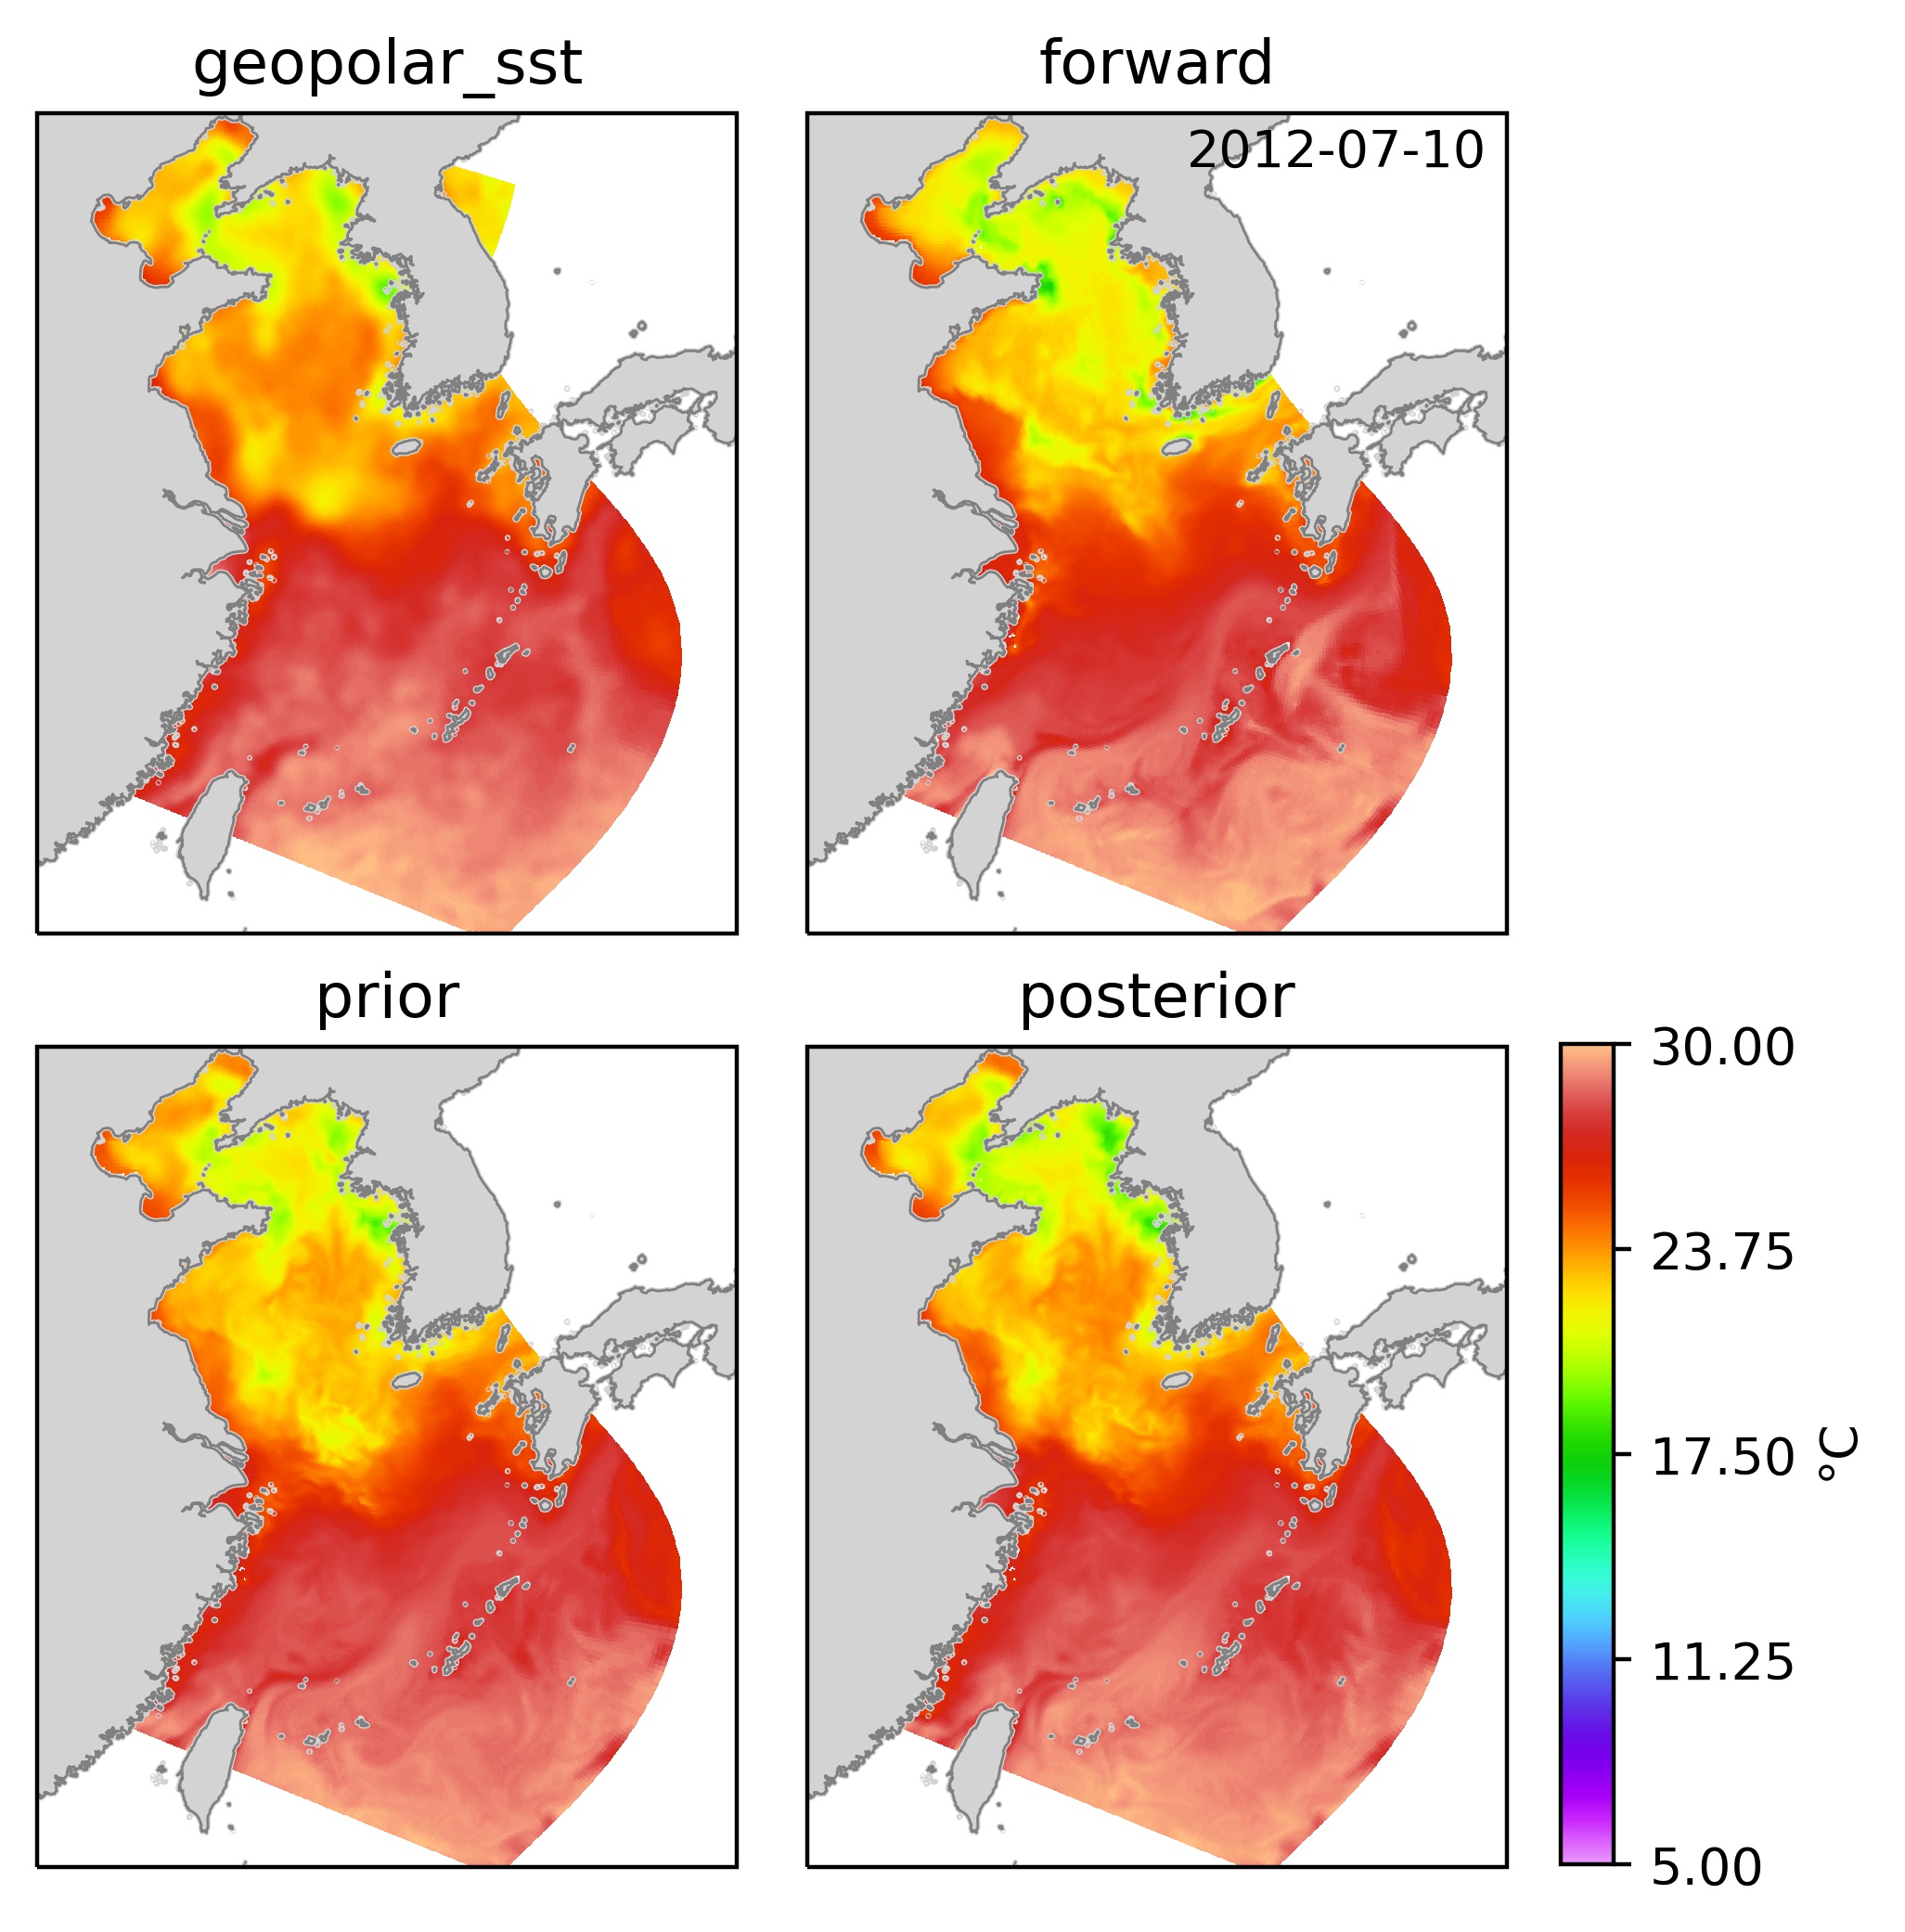 geopolar_sst
forward
2012-07-10
prior
posterior
30.00
23.75
17.50
11.25
5.00
°C